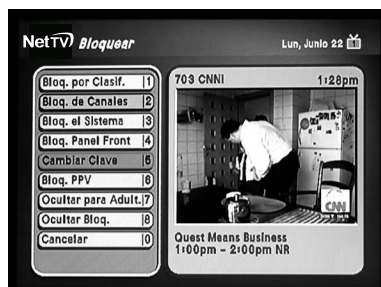 NetTV Bloquear
Lun, Junio 22
Bloq. por Clasif. 1
Bloq. de Canales 2
Bloq. el Sistema 3
Bloq. Panel Front 4
Cambiar Clave 5
Bloq. PPV 6
Ocultar para Adult. 7
Ocultar Bloq. 8
Cancelar 0
703 CNNI 1:28pm
CNN
Quest Means Business
1:00pm - 2:00pm NR